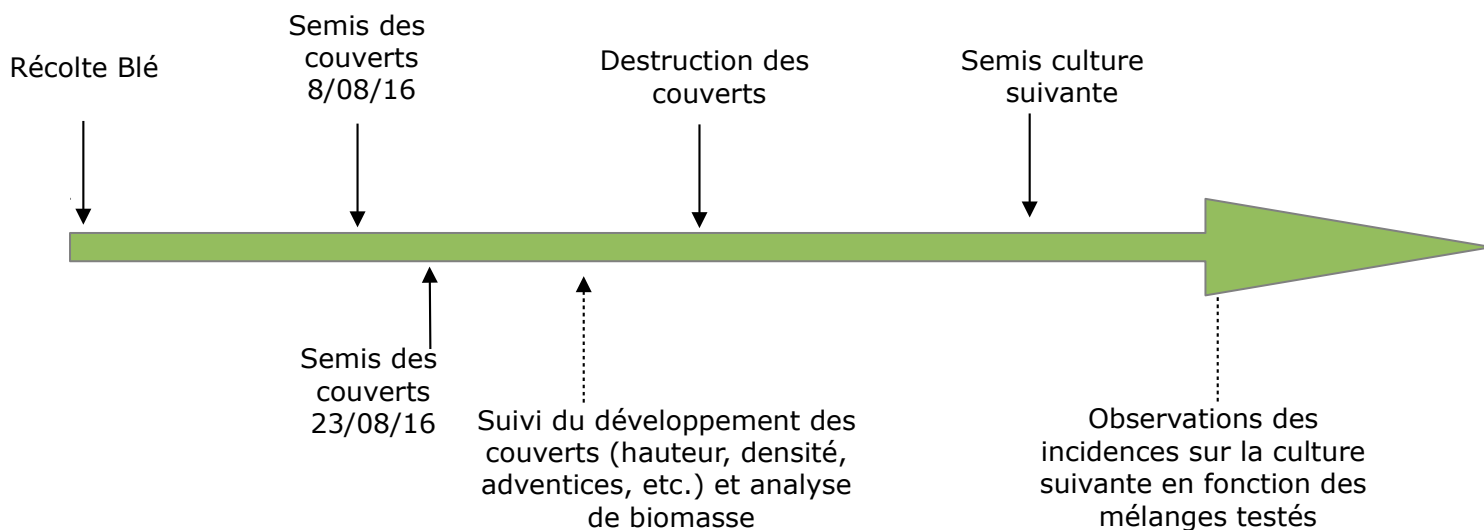 Récolte Blé
Semis des
couverts
8/08/16
Destruction des
couverts
Semis culture
suivante
Semis des
couverts
23/08/16
Suivi du développement des
couverts (hauteur, densité,
adventices, etc.) et analyse
de biomasse
Observations des
incidences sur la culture
suivante en fonction des
mélanges testés